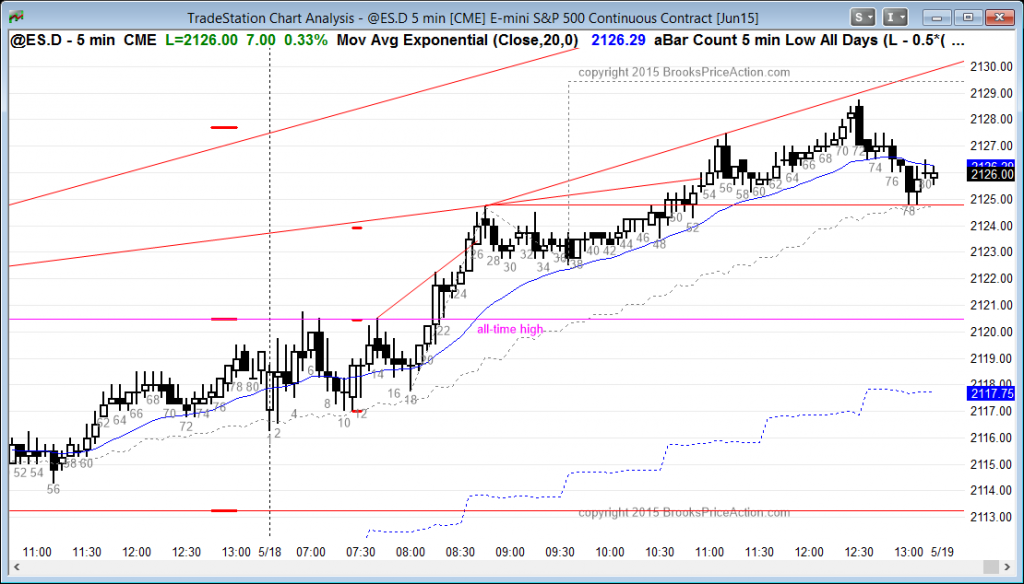 TradeStation Chart Analysis - @ES.D 5 min [CME] E-mini S&P 500 Continuous Contract [Jun15]
S I
@ES.D - 5 min CME L=2126.00 7.00 0.33% Mov Avg Exponential (Close,20,0) 2126.29 aBar Count 5 min Low All Days (L - 0.5*( ...
copyright 2015 BrooksPriceAction.com
2130.00
2129.00
2128.00
2127.00
2126.29
2126.00
2125.00
2124.00
2123.00
2122.00
2121.00
2120.00
2119.00
2118.00
2117.75
2117.00
2116.00
2115.00
2114.00
2113.00
all-time high
52 54 56 58 60 62 64 66 68 70 72 74 76 78 80
2 4 6 8 10 12 14 16 18 20 22 24 26 28 30 32 34 36 38 40 42 44 46 48 50 52 54 56 58 60 62 64 66 68 70 72 74 76 78 80
copyright 2015 BrooksPriceAction.com
11:00 11:30 12:00 12:30 13:00 5/18 07:00 07:30 08:00 08:30 09:00 09:30 10:00 10:30 11:00 11:30 12:00 12:30 13:00 5/19